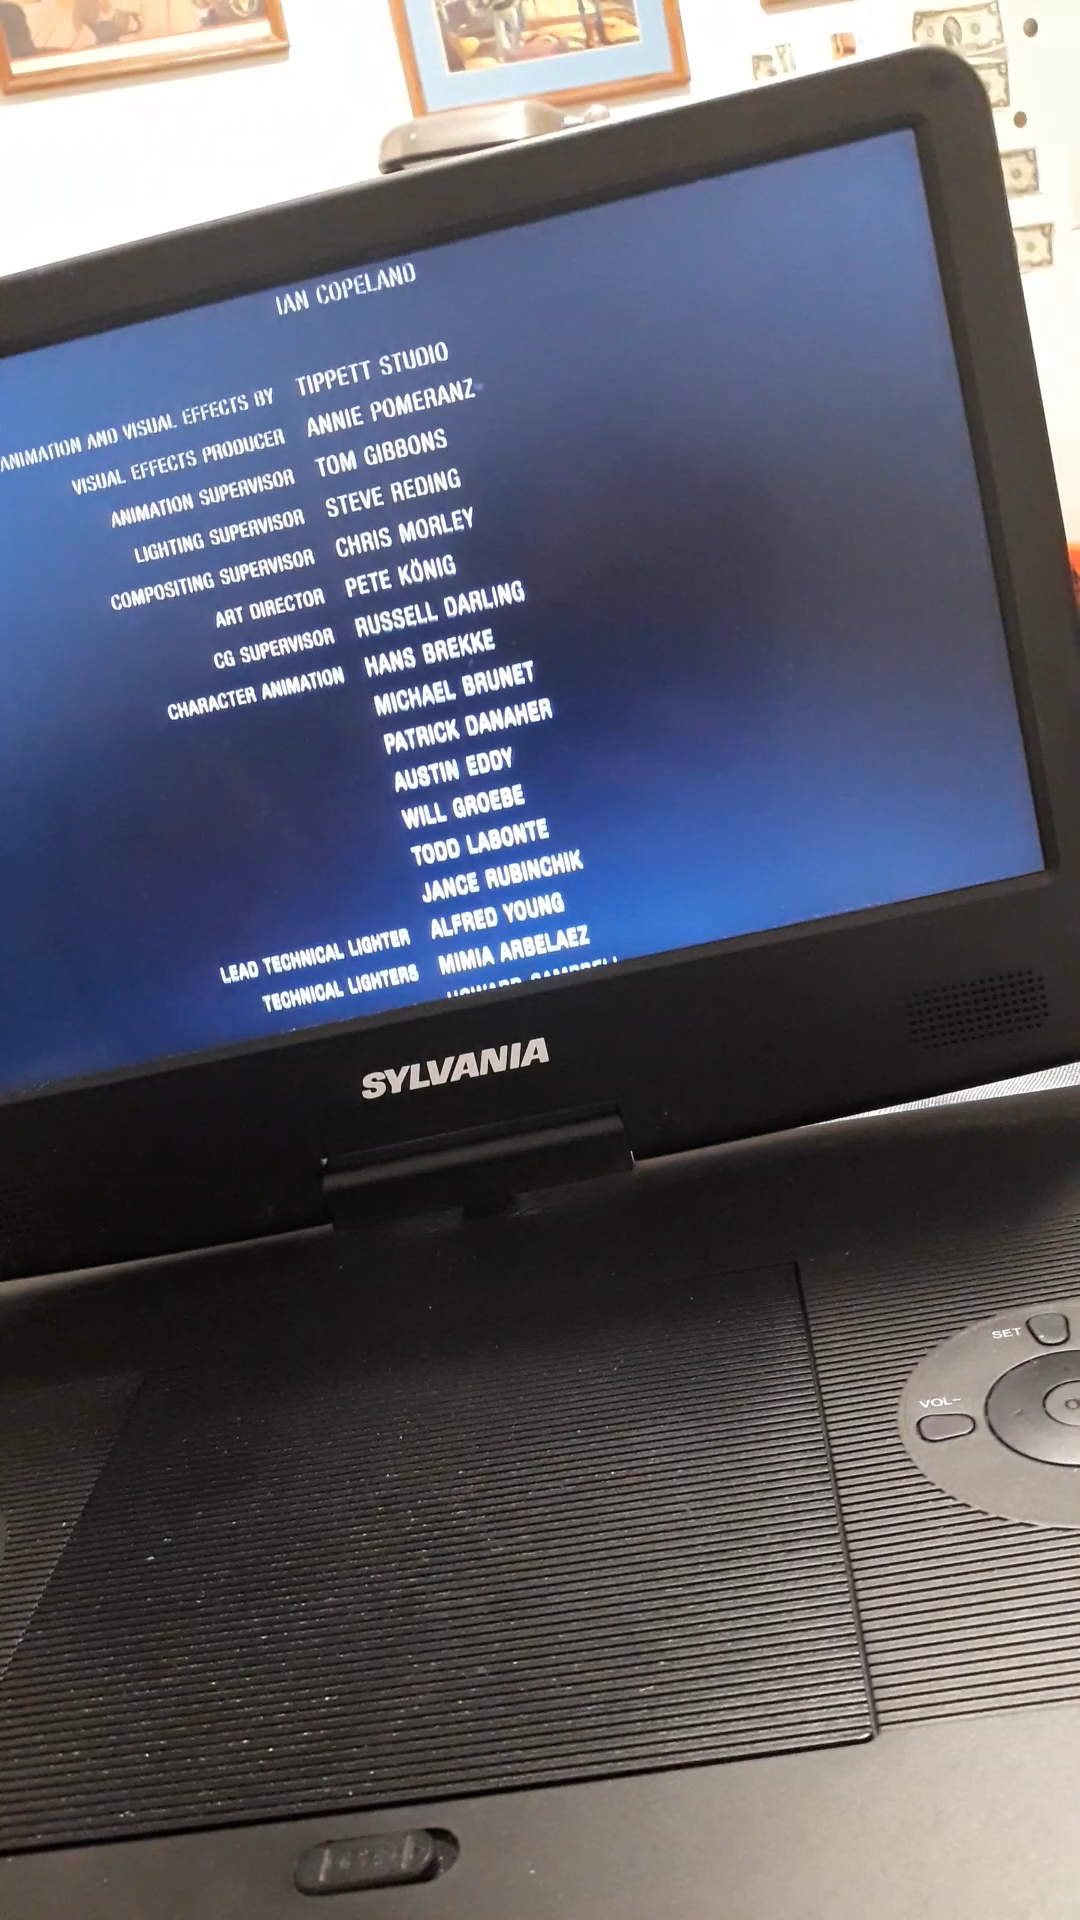 IAN COPELAND
ANIMATION AND VISUAL EFFECTS BY TIPPETT STUDIO
VISUAL EFFECTS PRODUCER ANNIE POMERANZ
ANIMATION SUPERVISOR TOM GIBBONS
LIGHTING SUPERVISOR STEVE REDING
COMPOSITING SUPERVISOR CHRIS MORLEY
ART DIRECTOR PETE KÖNIG
CG SUPERVISOR RUSSELL DARLING
CHARACTER ANIMATION HANS BREKKE
MICHAEL BRUNET
PATRICK DANAHER
AUSTIN EDDY
WILL GROEBE
TODD LABONTE
JANCE RUBINCHIK
LEAD TECHNICAL LIGHTER ALFRED YOUNG
TECHNICAL LIGHTERS MIMIA ARBELAEZ
HOWARD CAMPBELL
SYLVANIA
SET
VOL-